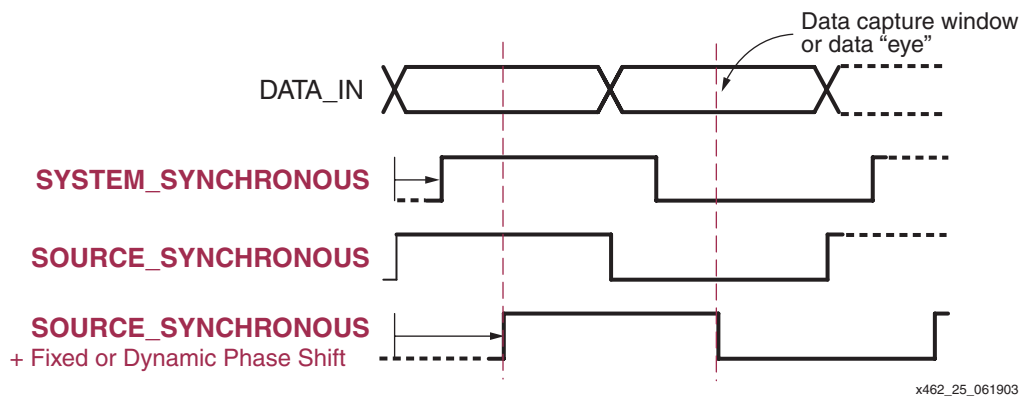 Data capture window
or data “eye”
DATA_IN
SYSTEM_SYNCHRONOUS
SOURCE_SYNCHRONOUS
SOURCE_SYNCHRONOUS
+ Fixed or Dynamic Phase Shift
x462_25_061903